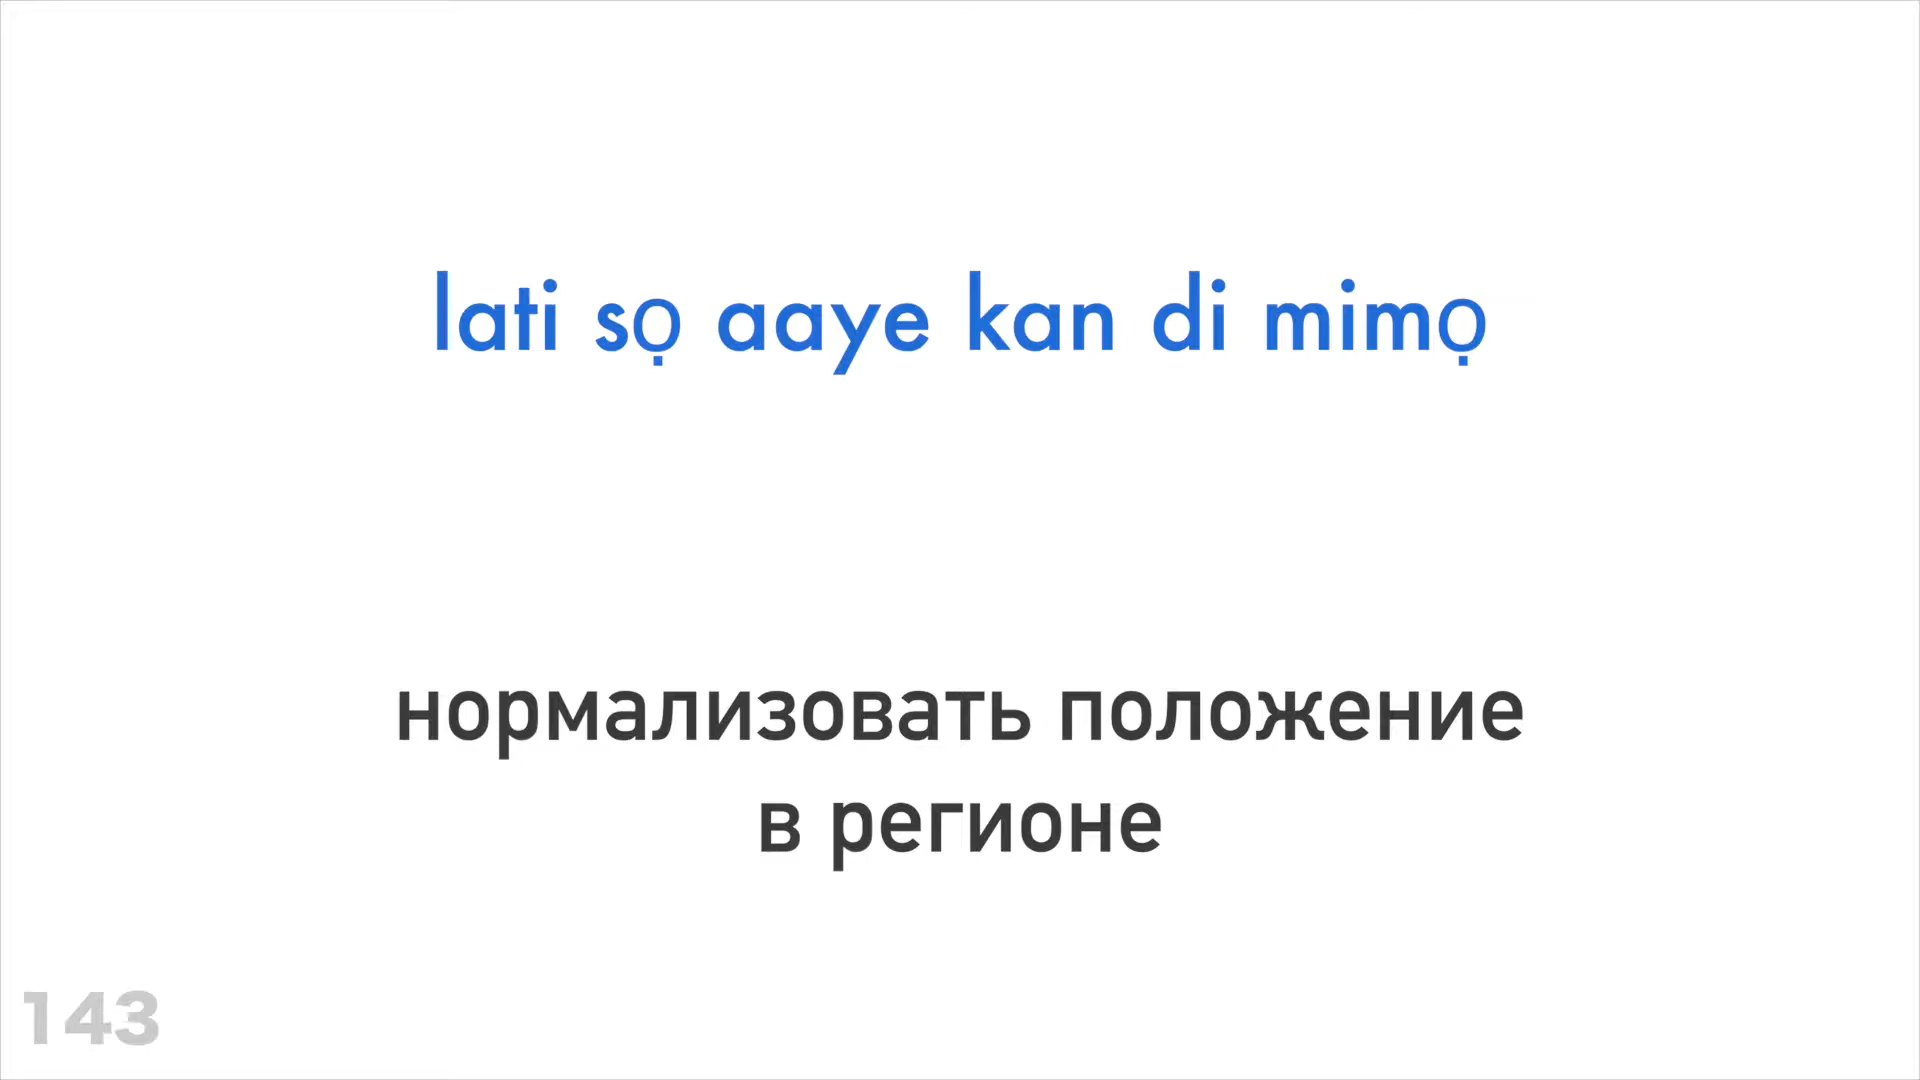 lati sọ aaye kan di mimọ
нормализовать положение
в регионе
143